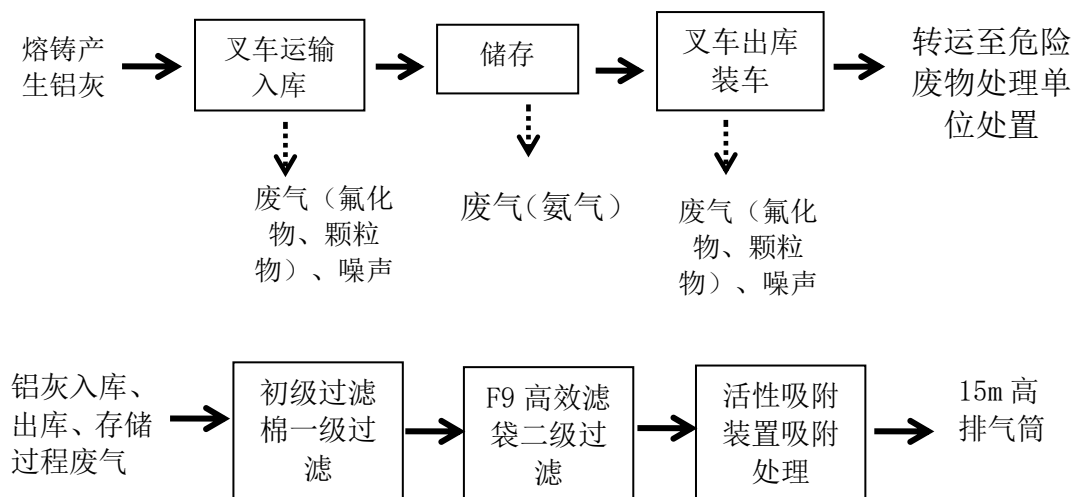 熔铸产
生铝灰
叉车运输
入库
储存
叉车出库
装车
转运至危险
废物处理单
位处置
废气（氟化
物、颗粒
物）、噪声
废气（氨气）
废气（氟化
物、颗粒
物）、噪声
铝灰入库、
出库、存储
过程废气
初级过滤
棉一级过
滤
F9 高效滤
袋二级过
滤
活性吸附
装置吸附
处理
15m 高
排气筒